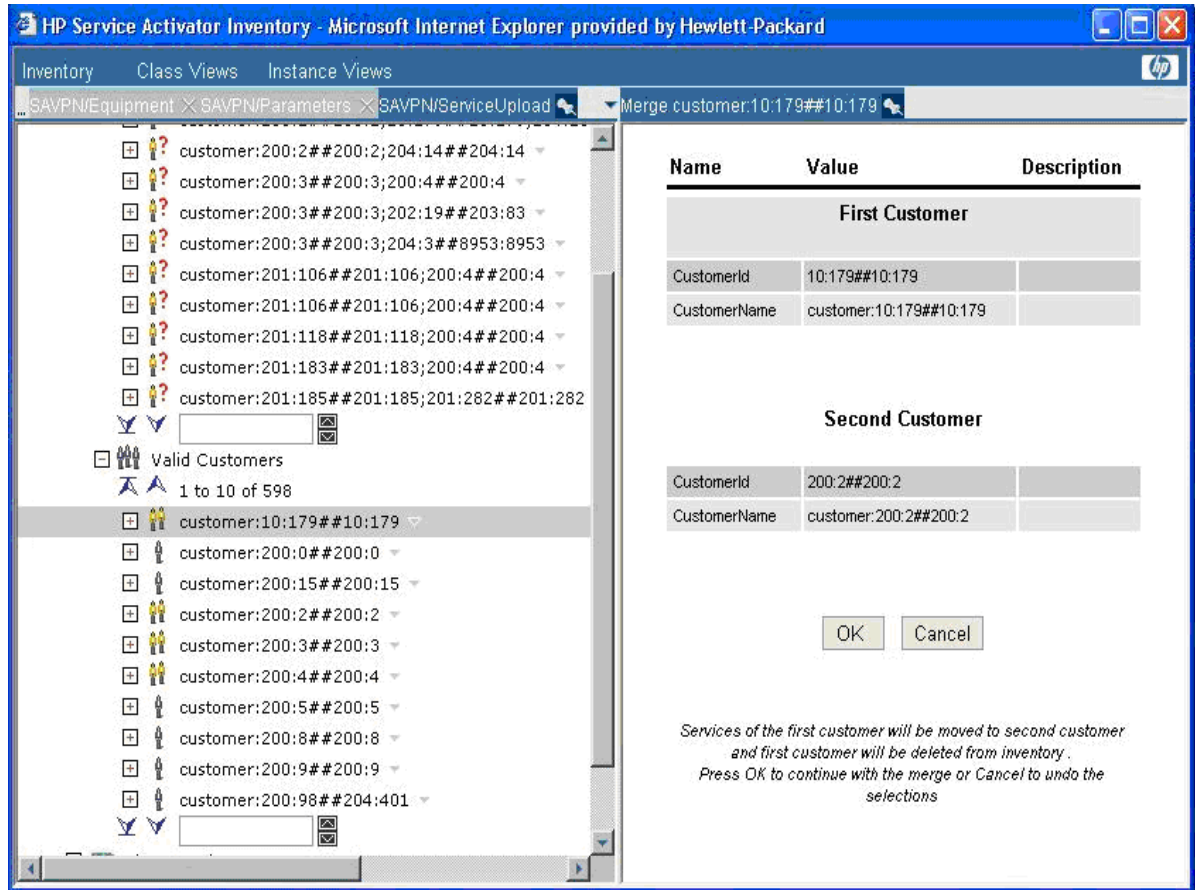 HP Service Activator Inventory - Microsoft Internet Explorer provided by Hewlett-Packard
Inventory Class Views Instance Views
hp
SAVPN/Equipment SAVPN/Parameters SAVPN/ServiceUpload
customer:200:2##200:2;204:14##204:14
customer:200:3##200:3;200:4##200:4
customer:200:3##200:3;202:19##203:83
customer:200:3##200:3;204:3##8953:8953
customer:201:106##201:106;200:4##200:4
customer:201:106##201:106;200:4##200:4
customer:201:118##201:118;200:4##200:4
customer:201:183##201:183;200:4##200:4
customer:201:185##201:185;201:282##201:282
Valid Customers
1 to 10 of 598
customer:10:179##10:179
customer:200:0##200:0
customer:200:15##200:15
customer:200:2##200:2
customer:200:3##200:3
customer:200:4##200:4
customer:200:5##200:5
customer:200:8##200:8
customer:200:9##200:9
customer:200:98##204:401
Merge customer:10:179##10:179
Name Value Description
First Customer
CustomerId 10:179##10:179
CustomerName customer:10:179##10:179
Second Customer
CustomerId 200:2##200:2
CustomerName customer:200:2##200:2
OK Cancel
Services of the first customer will be moved to second customer
and first customer will be deleted from inventory .
Press OK to continue with the merge or Cancel to undo the
selections